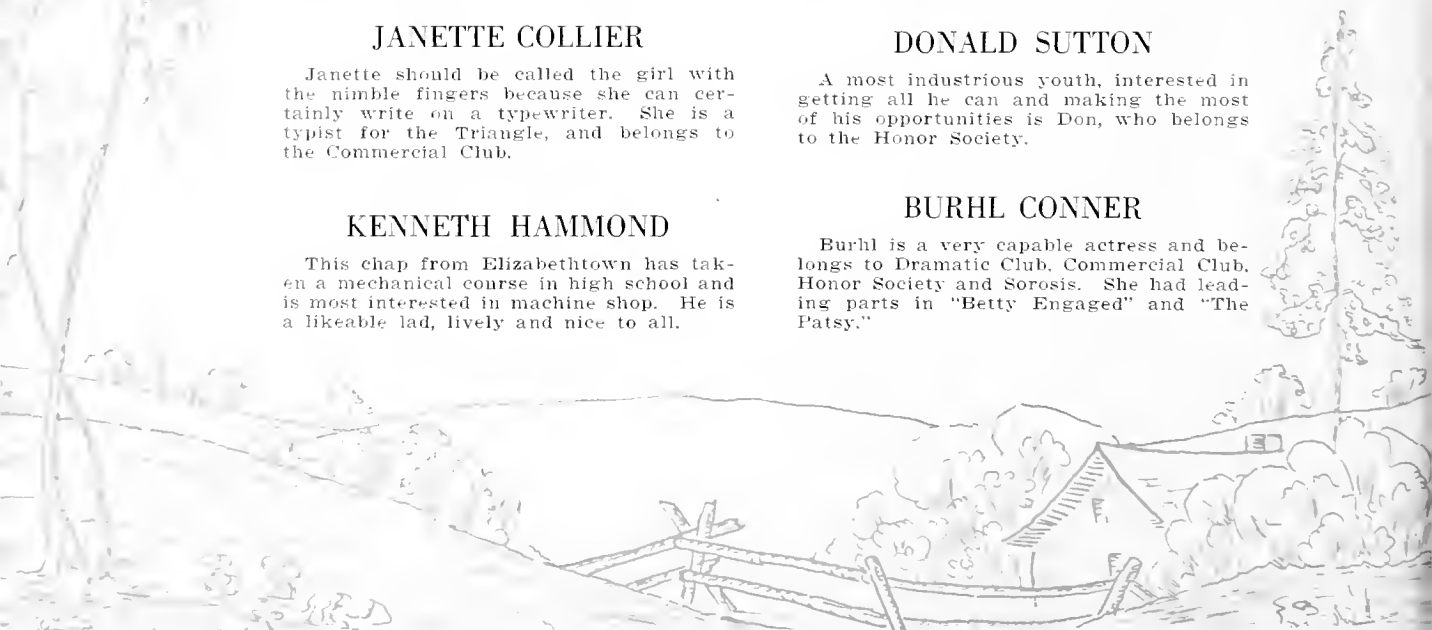 JANETTE COLLIER
Janette should be called the girl with
the nimble fingers because she can cer-
tainly write on a typewriter. She is a
typist for the Triangle, and belongs to
the Commercial Club.
KENNETH HAMMOND
This chap from Elizabethtown has tak-
en a mechanical course in high school and
is most interested in machine shop. He is
a likeable lad, lively and nice to all.
DONALD SUTTON
A most industrious youth, interested in
getting all he can and making the most
of his opportunities is Don, who belongs
to the Honor Society.
BURHL CONNER
Burhl is a very capable actress and be-
longs to Dramatic Club, Commercial Club,
Honor Society and Sorosis. She had lead-
ing parts in "Betty Engaged" and "The
Patsy."